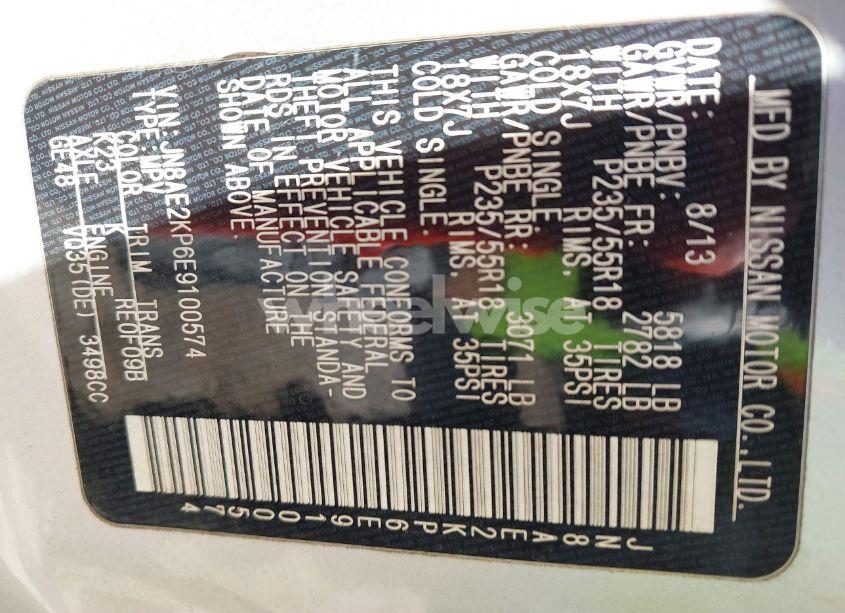 MFD BY NISSAN MOTOR CO.,LTD.
DATE: 8/13
GVWR/PNBV: 5818 LB
GAWR/PNBE FR: 2782 LB
WITH P235/55R18 TIRES
18X7J RIMS, AT 35PSI
COLD SINGLE.
GAWR/PNBE RR: 3071 LB
WITH P235/55R18 TIRES
18X7J RIMS, AT 35PSI
COLD SINGLE.
THIS VEHICLE CONFORMS TO
ALL APPLICABLE FEDERAL
MOTOR VEHICLE SAFETY AND
THEFT PREVENTION STANDA-
RDS IN EFFECT ON THE
DATE OF MANUFACTURE
SHOWN ABOVE.
VIN:JN8AE2KP6E9100574
TYPE:MPV
COLOR TRIM TRANS
K23 K RE0F09B
AXLE ENGINE
GE48 VQ35(DE) 3498CC
JN8AE2KP6E9100574
wheelwise